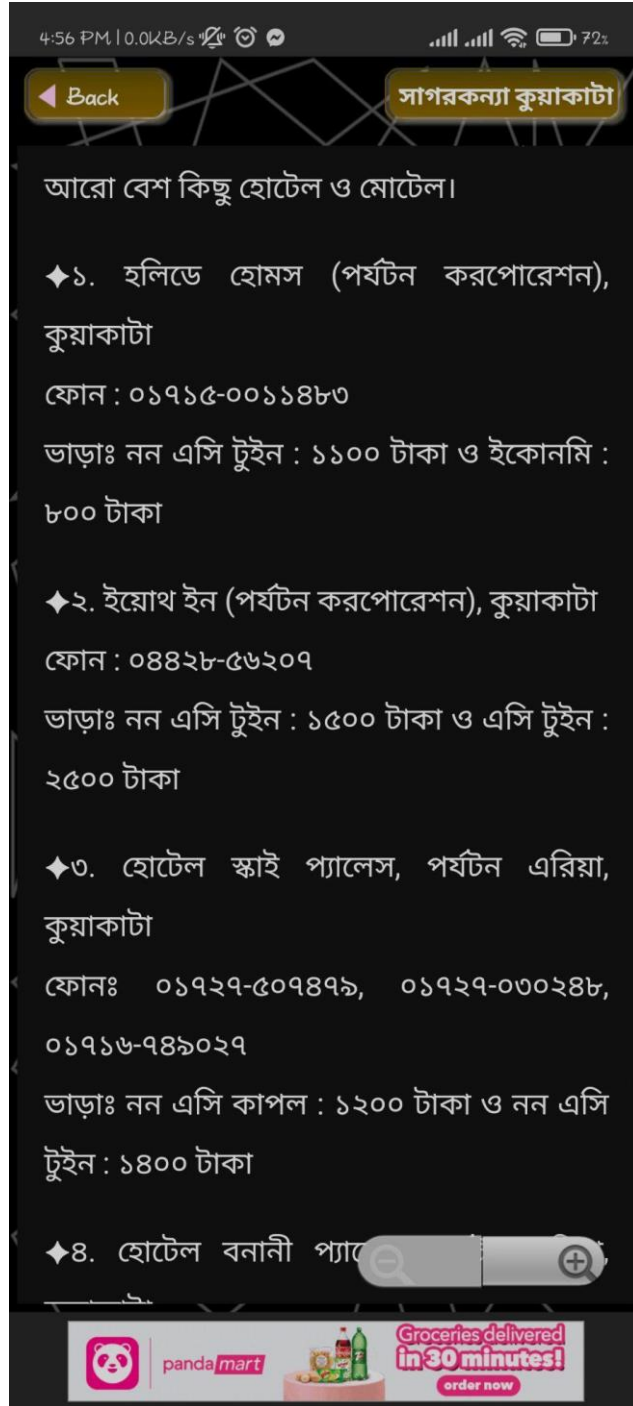 4:56 PM | 0.0KB/s
72%
Back
সাগরকন্যা কুয়াকাটা
আরো বেশ কিছু হোটেল ও মোটেল।
✦১. হলিডে হোমস (পর্যটন করপোরেশন),
কুয়াকাটা
ফোন : ০১৭১৫-০০১১৪৮৩
ভাড়াঃ নন এসি টুইন : ১১০০ টাকা ও ইকোনমি :
৮০০ টাকা
✦২. ইয়োথ ইন (পর্যটন করপোরেশন), কুয়াকাটা
ফোন : ০৪৪২৮-৫৬২০৭
ভাড়াঃ নন এসি টুইন : ১৫০০ টাকা ও এসি টুইন :
২৫০০ টাকা
✦৩. হোটেল স্কাই প্যালেস, পর্যটন এরিয়া,
কুয়াকাটা
ফোনঃ ০১৭২৭-৫০৭৪৭৯, ০১৭২৭-০৩০২৪৮,
০১৭১৬-৭৪৯০২৭
ভাড়াঃ নন এসি কাপল : ১২০০ টাকা ও নন এসি
টুইন : ১৪০০ টাকা
✦৪. হোটেল বনানী
panda mart
Groceries delivered
in 30 minutes!
order now